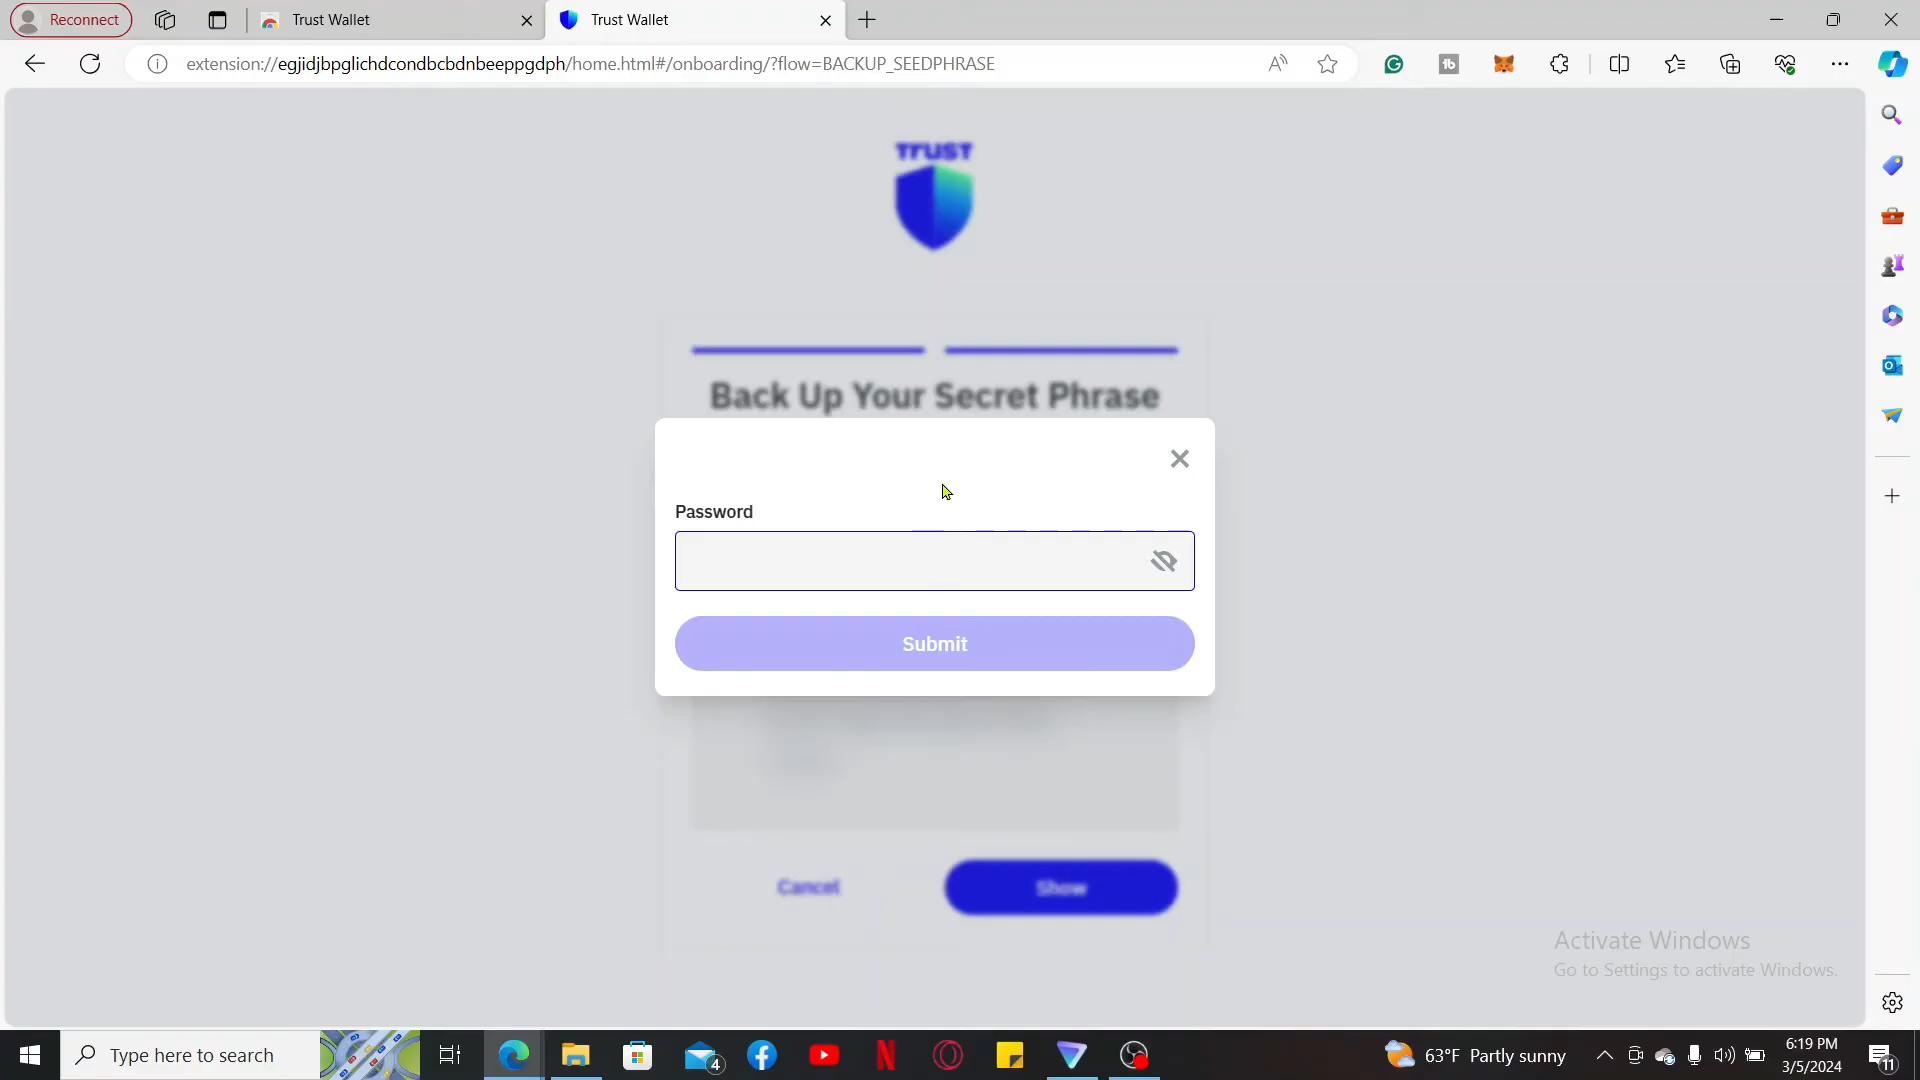 Reconnect
Trust Wallet
Trust Wallet
extension://egjidjbpglichdcondbcbdnbeeppgdph/home.html#/onboarding/?flow=BACKUP_SEEDPHRASE
TRUST
Back Up Your Secret Phrase
Password
Submit
Cancel
Show
Activate Windows
Go to Settings to activate Windows.
Type here to search
4
63°F Partly sunny
6:19 PM
3/5/2024
11